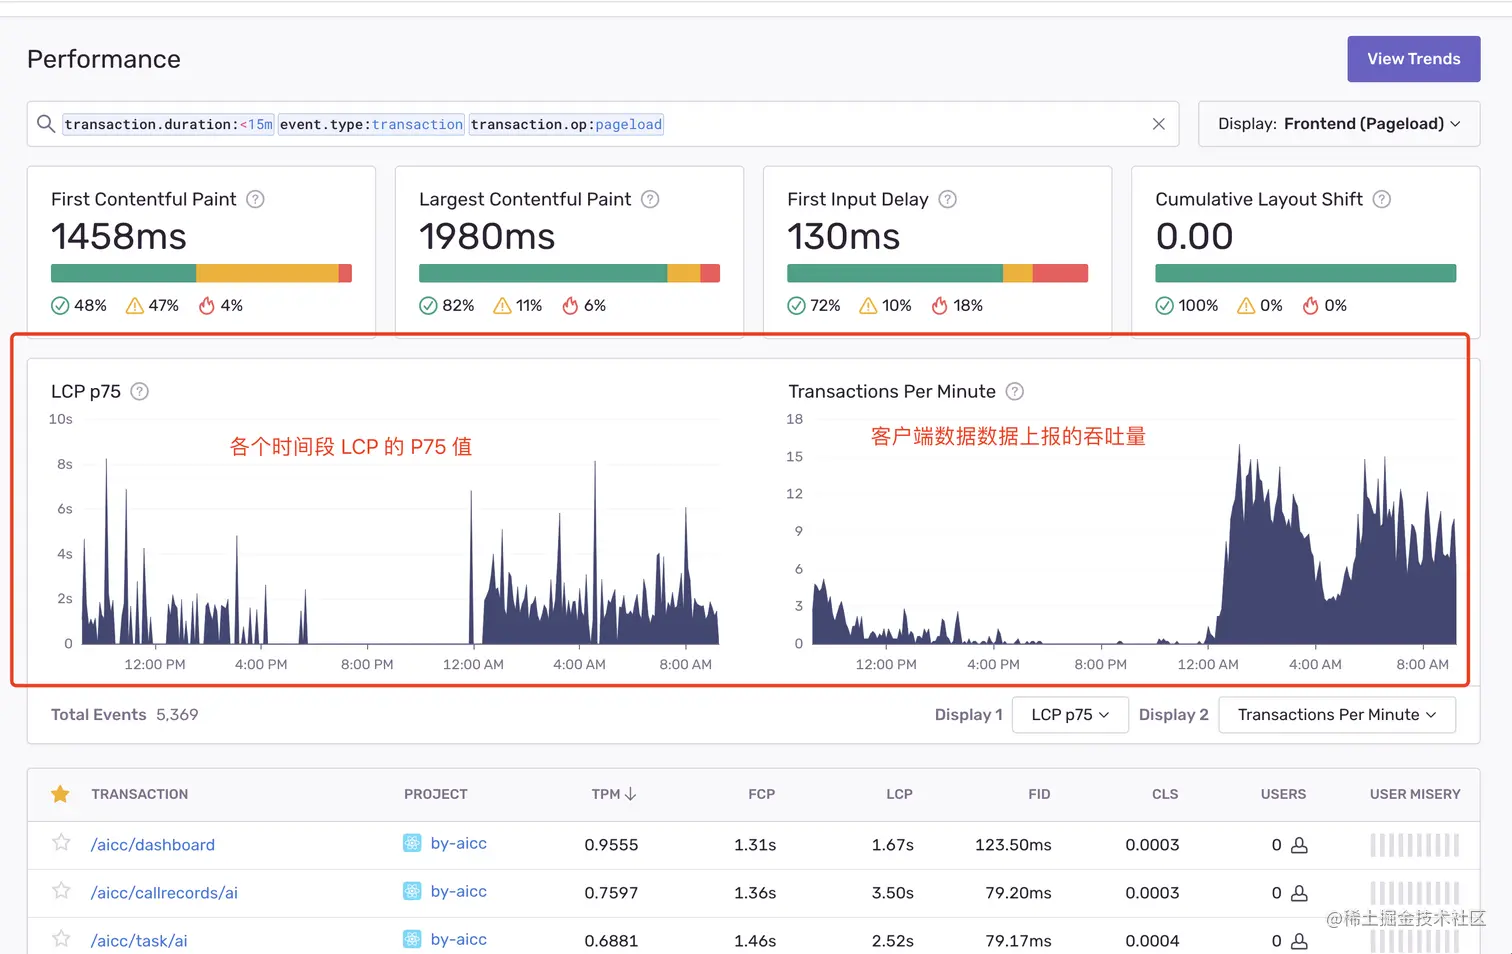 Performance
View Trends
transaction.duration:<15m event.type:transaction transaction.op:pageload
Display: Frontend (Pageload)
First Contentful Paint
1458ms
48% 47% 4%
Largest Contentful Paint
1980ms
82% 11% 6%
First Input Delay
130ms
72% 10% 18%
Cumulative Layout Shift
0.00
100% 0% 0%
LCP p75
各个时间段 LCP 的 P75 值
10s
8s
6s
4s
2s
0
12:00 PM 4:00 PM 8:00 PM 12:00 AM 4:00 AM 8:00 AM
Transactions Per Minute
客户端数据数据上报的吞吐量
18
15
12
9
6
3
0
12:00 PM 4:00 PM 8:00 PM 12:00 AM 4:00 AM 8:00 AM
Total Events 5,369
Display 1 LCP p75 Display 2 Transactions Per Minute
TRANSACTION PROJECT TPM FCP LCP FID CLS USERS USER MISERY
/aicc/dashboard by-aicc 0.9555 1.31s 1.67s 123.50ms 0.0003 0
/aicc/callrecords/ai by-aicc 0.7597 1.36s 3.50s 79.20ms 0.0003 0
/aicc/task/ai by-aicc 0.6881 1.46s 2.52s 79.17ms 0.0004 0
@稀土掘金技术社区